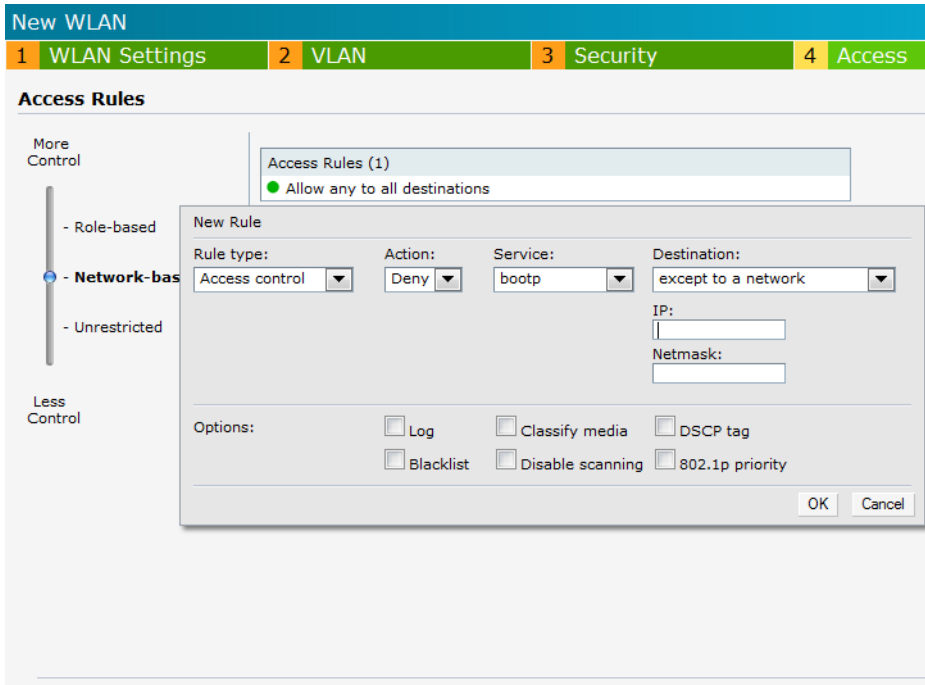 New WLAN
1 WLAN Settings 2 VLAN 3 Security 4 Access
Access Rules
More
Control
- Role-based
- Network-bas
- Unrestricted
Less
Control
Access Rules (1)
Allow any to all destinations
New Rule
Rule type: Action: Service: Destination:
Access control Deny bootp except to a network
IP:
Netmask:
Options: Log Classify media DSCP tag
Blacklist Disable scanning 802.1p priority
OK Cancel